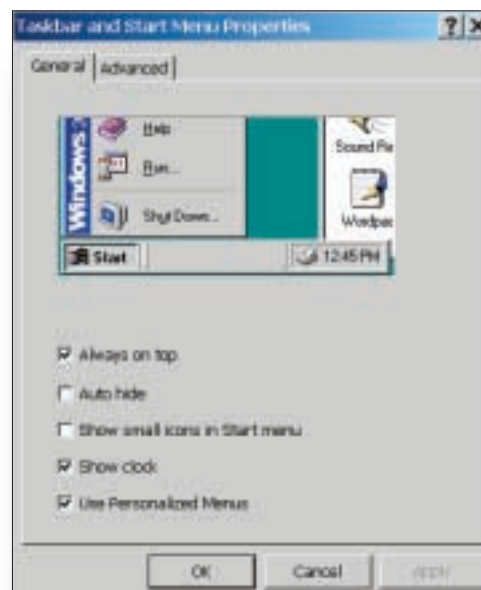 Taskbar and Start Menu Properties
General Advanced
Windows
Help
Run...
Shut Down...
Start
Sound Re
Wordpad
12:45 PM
Always on top
Auto hide
Show small icons in Start menu
Show clock
Use Personalized Menus
OK Cancel Apply